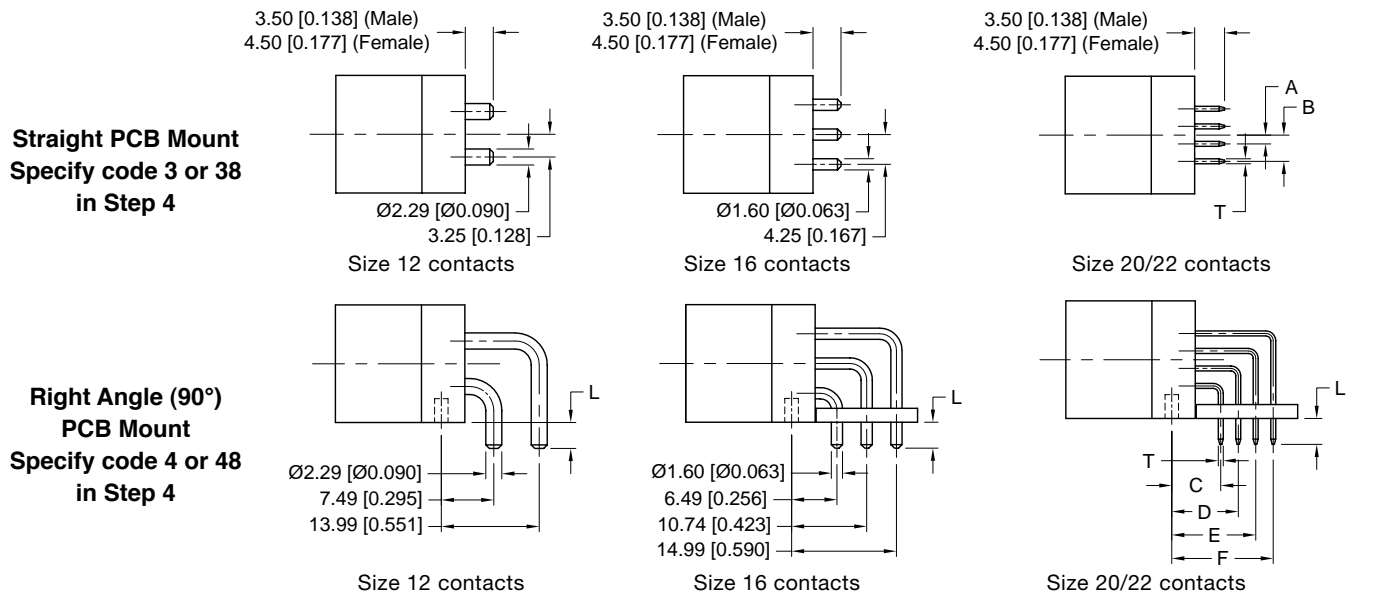 3.50 [0.138] (Male)
4.50 [0.177] (Female)
3.50 [0.138] (Male)
4.50 [0.177] (Female)
3.50 [0.138] (Male)
4.50 [0.177] (Female)
Straight PCB Mount
Specify code 3 or 38
in Step 4
Ø2.29 [Ø0.090]
3.25 [0.128]
Size 12 contacts
Ø1.60 [Ø0.063]
4.25 [0.167]
Size 16 contacts
A
B
T
Size 20/22 contacts
Right Angle (90°)
PCB Mount
Specify code 4 or 48
in Step 4
L
Ø2.29 [Ø0.090]
7.49 [0.295]
13.99 [0.551]
Size 12 contacts
L
Ø1.60 [Ø0.063]
6.49 [0.256]
10.74 [0.423]
14.99 [0.590]
Size 16 contacts
L
T
C
D
E
F
Size 20/22 contacts